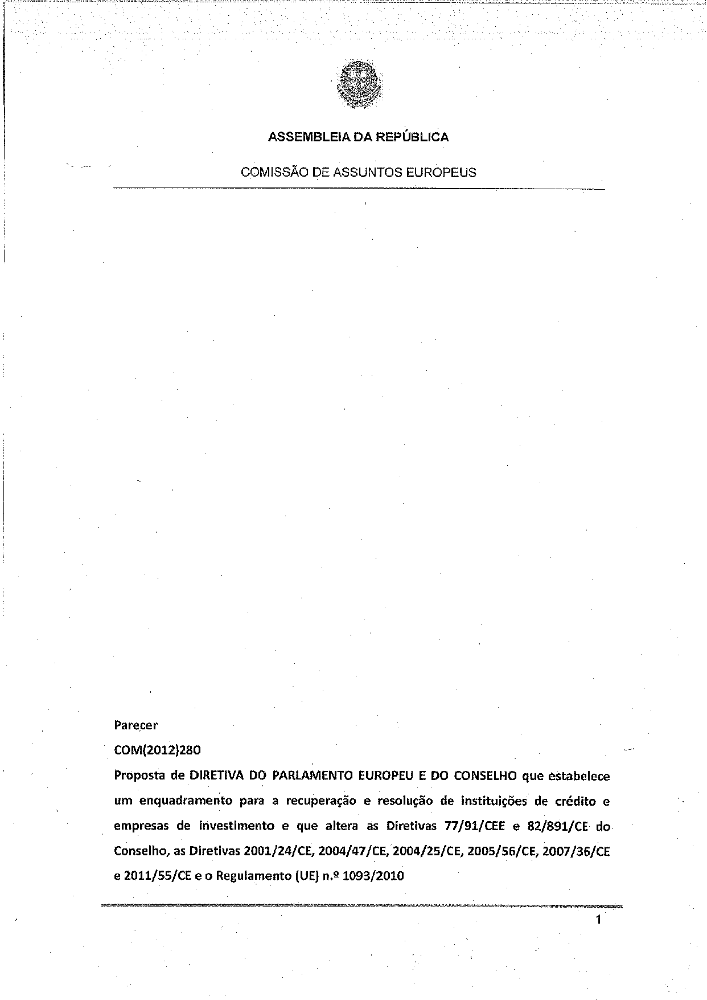 ASSEMBLEIA DA REPÚBLICA
COMISSÃO DE ASSUNTOS EUROPEUS
Parecer
COM(2012)280
Proposta de DIRETIVA DO PARLAMENTO EUROPEU E DO CONSELHO que estabelece
um enquadramento para a recuperação e resolução de instituições de crédito e
empresas de investimento e que altera as Diretivas 77/91/CEE e 82/891/CE do
Conselho, as Diretivas 2001/24/CE, 2004/47/CE, 2004/25/CE, 2005/56/CE, 2007/36/CE
e 2011/55/CE e o Regulamento (UE) n.º 1093/2010
1